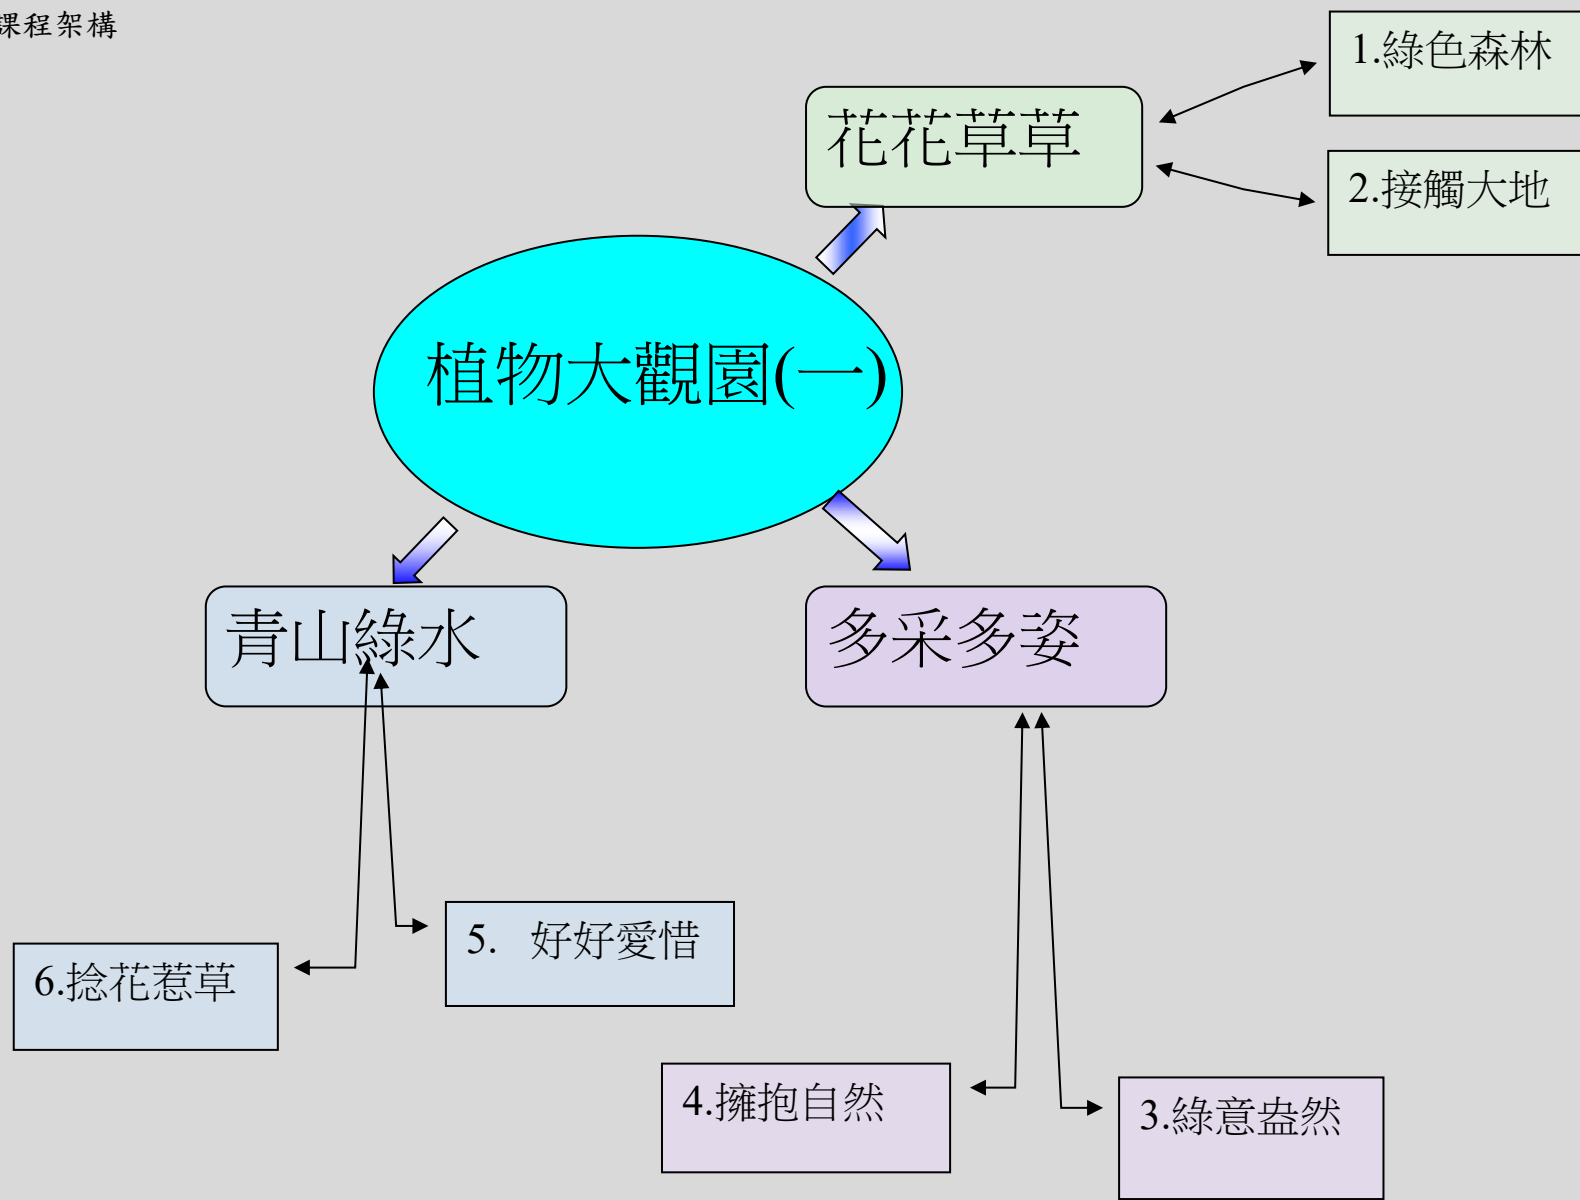 課程架構
1.綠色森林
花花草草
2.接觸大地
植物大觀園(一)
青山綠水
多采多姿
5. 好好愛惜
6.捻花惹草
4.擁抱自然
3.綠意盎然